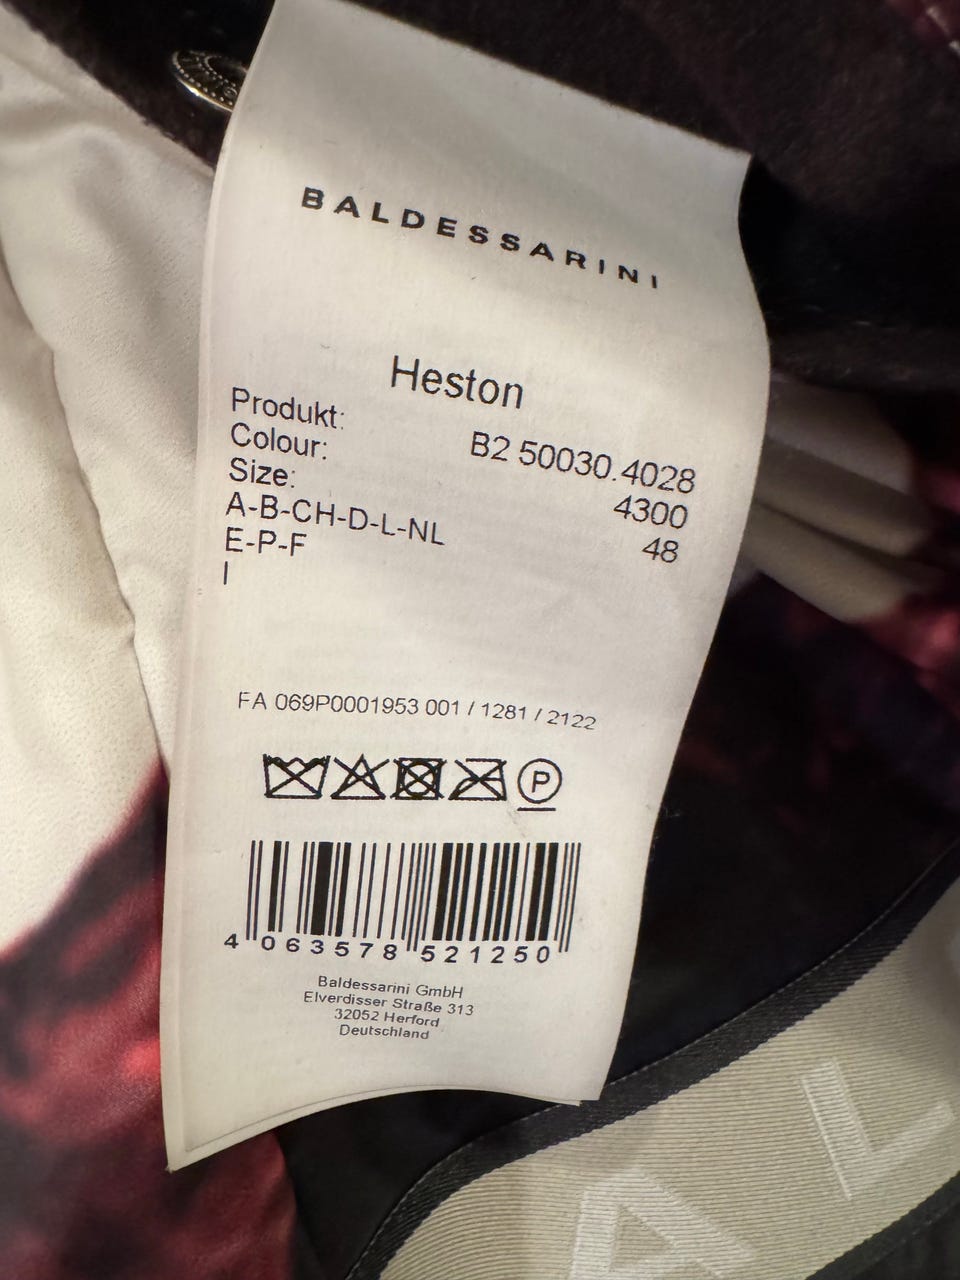 BALDESSARINI
Heston
Produkt: B2 50030.4028
Colour: 4300
Size: 48
A-B-CH-D-L-NL
E-P-F
I
FA 069P0001953 001 / 1281 / 2122
P
4 063578 521250
Baldessarini GmbH
Elverdisser Straße 313
32052 Herford
Deutschland
A L